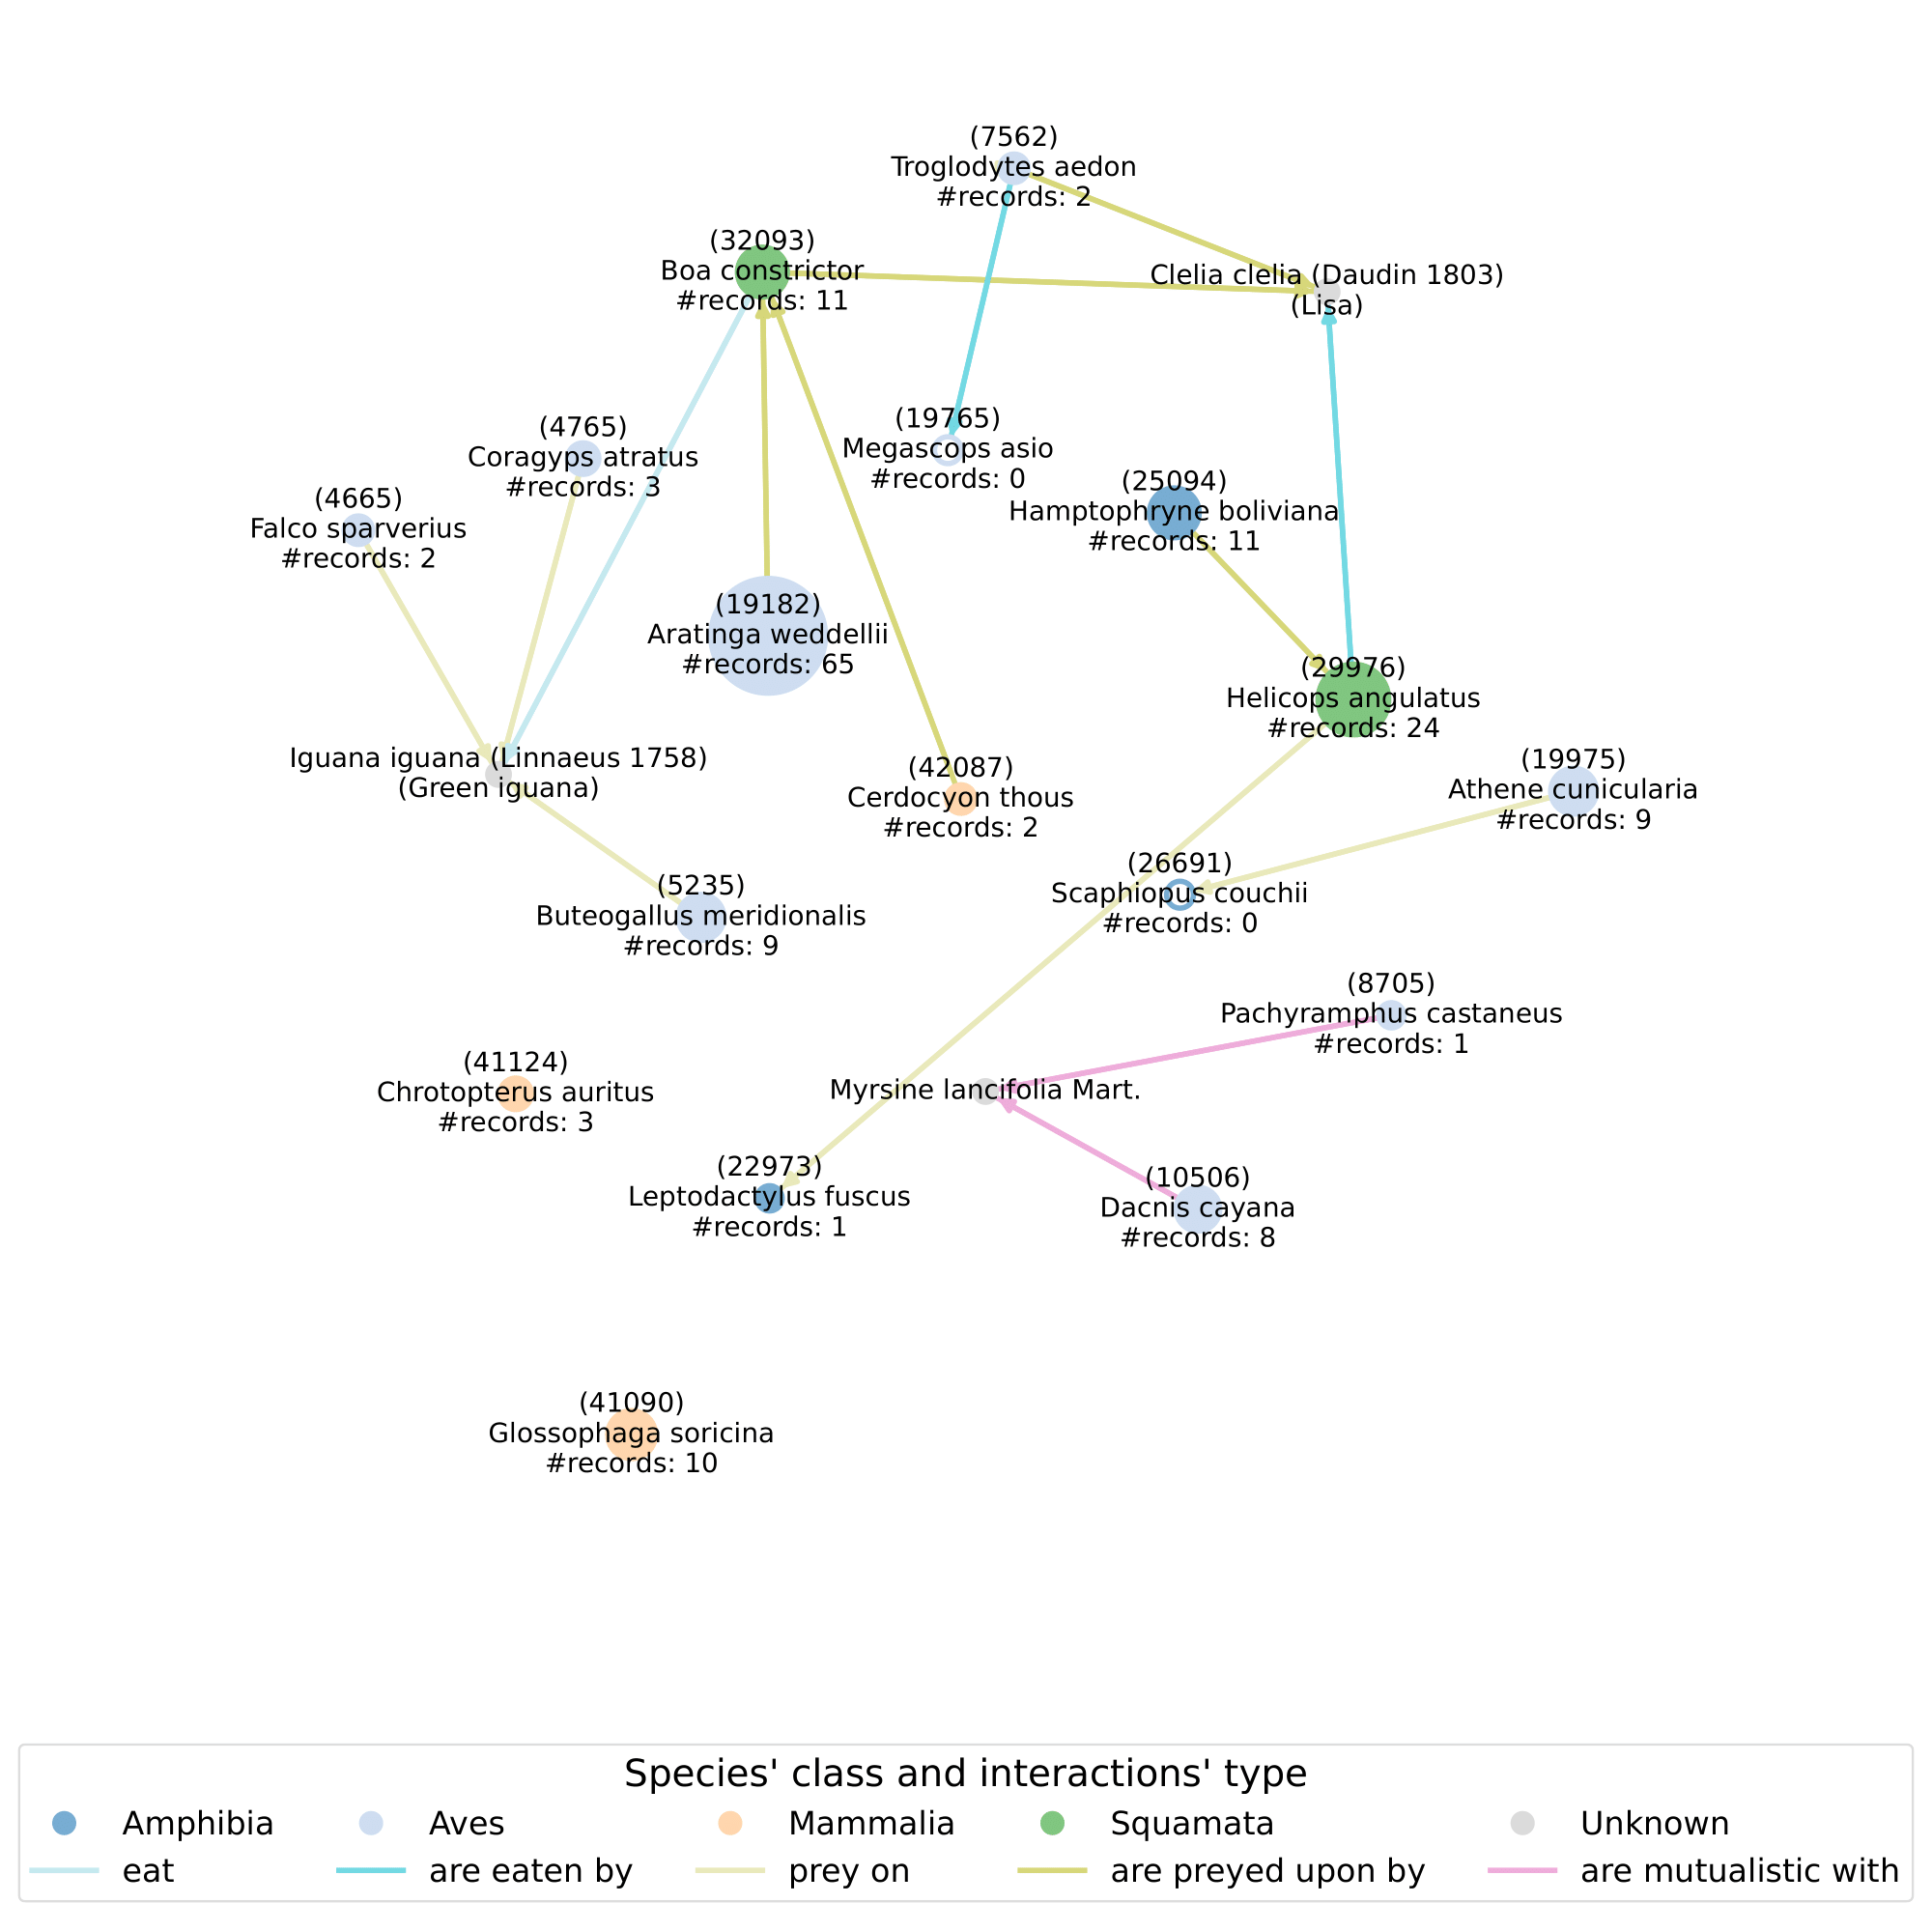 (7562)
Troglodytes aedon
#records: 2
(32093)
Boa constrictor
#records: 11
Clelia clelia (Daudin 1803)
(Lisa)
(4765)
Coragyps atratus
#records: 3
(19765)
Megascops asio
#records: 0
(25094)
Hamptophryne boliviana
#records: 11
(4665)
Falco sparverius
#records: 2
(19182)
Aratinga weddellii
#records: 65
(29976)
Helicops angulatus
#records: 24
Iguana iguana (Linnaeus 1758)
(Green iguana)
(42087)
Cerdocyon thous
#records: 2
(19975)
Athene cunicularia
#records: 9
(26691)
Scaphiopus couchii
#records: 0
(5235)
Buteogallus meridionalis
#records: 9
(8705)
Pachyramphus castaneus
#records: 1
(41124)
Chrotopterus auritus
#records: 3
Myrsine lancifolia Mart.
(22973)
Leptodactylus fuscus
#records: 1
(10506)
Dacnis cayana
#records: 8
(41090)
Glossophaga soricina
#records: 10
Species' class and interactions' type
Amphibia
Aves
Mammalia
Squamata
Unknown
eat
are eaten by
prey on
are preyed upon by
are mutualistic with